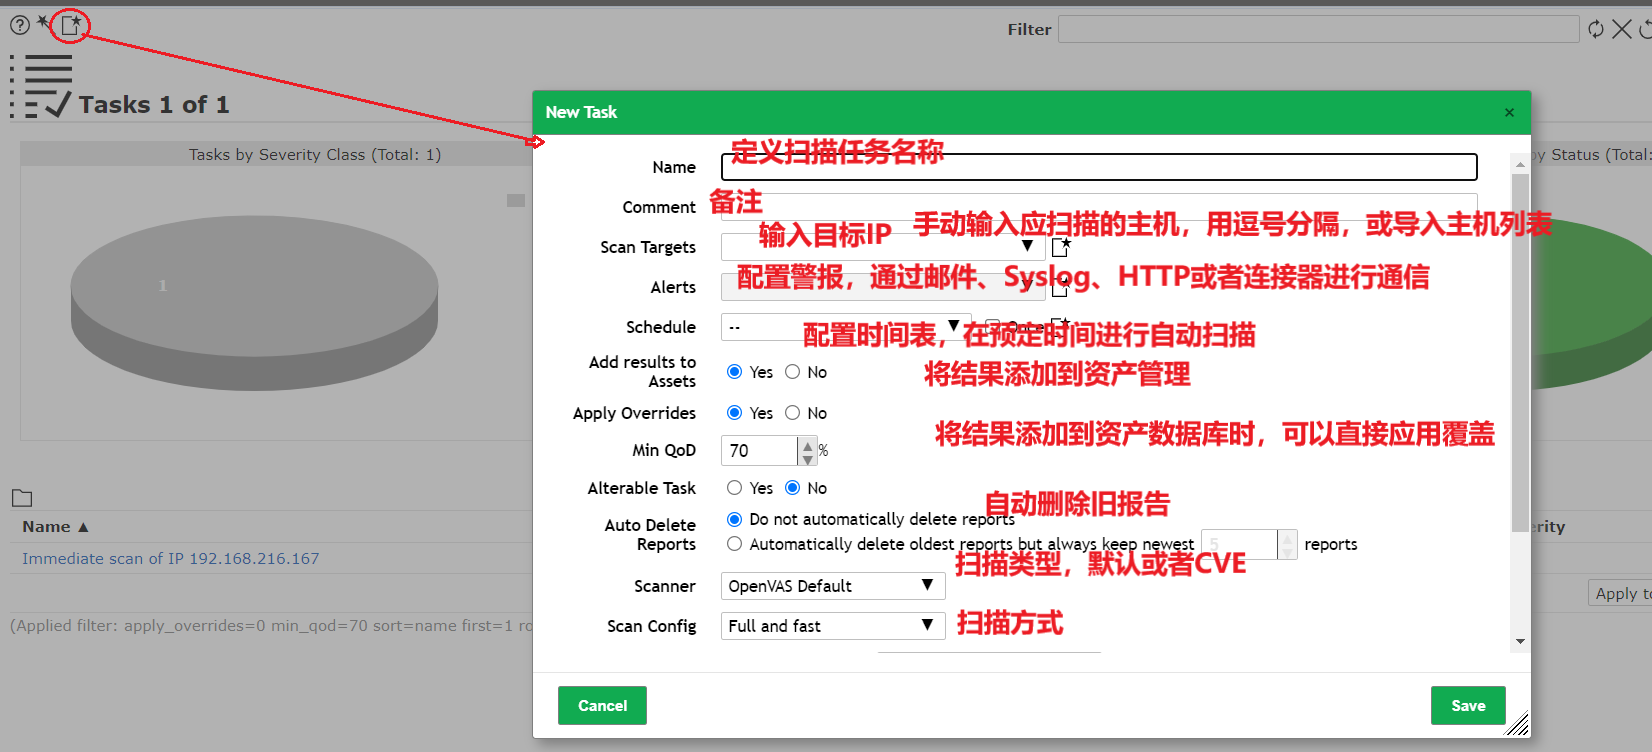 Filter
Tasks 1 of 1
Tasks by Severity Class (Total: 1)
1
by Status (Total:
New Task
×
Name
定义扫描任务名称
Comment
备注
Scan Targets
输入目标IP
手动输入应扫描的主机，用逗号分隔，或导入主机列表
Alerts
配置警报，通过邮件、Syslog、HTTP或者连接器进行通信
Schedule
--
Once
配置时间表，在预定时间进行自动扫描
Add results to
Assets
Yes
No
将结果添加到资产管理
Apply Overrides
Yes
No
将结果添加到资产数据库时，可以直接应用覆盖
Min QoD
70
%
Alterable Task
Yes
No
自动删除旧报告
Auto Delete
Reports
Do not automatically delete reports
Automatically delete oldest reports but always keep newest 5 reports
扫描类型，默认或者CVE
Scanner
OpenVAS Default
Scan Config
Full and fast
扫描方式
Cancel
Save
Name ▲
Immediate scan of IP 192.168.216.167
(Applied filter: apply_overrides=0 min_qod=70 sort=name first=1 ro
erity
Apply to